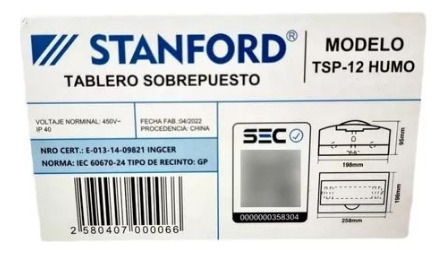 STANFORD®
TABLERO SOBREPUESTO
MODELO
TSP-12 HUMO
VOLTAJE NORMINAL: 450V~
IP 40
FECHA FAB.:04/2022
PROCEDENCIA: CHINA
NRO CERT.: E-013-14-09821 INGCER
NORMA: IEC 60670-24 TIPO DE RECINTO: GP
2 580407 000066
SEC
0000000358304
95mm
198mm
198mm
258mm